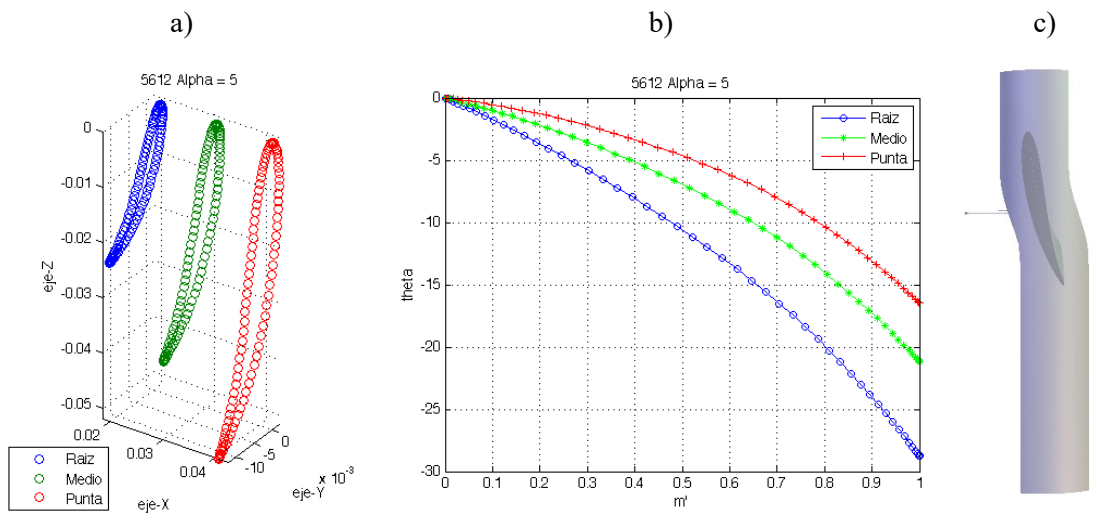 a)
b)
c)
5612 Alpha = 5
0
-0.01
-0.02
-0.03
-0.04
-0.05
eje-Z
0.02
0.03
0.04
eje-X
-10
-5
0
x 10^-3
eje-Y
Raiz
Medio
Punta
5612 Alpha = 5
0
-5
-10
-15
-20
-25
-30
theta
0 0.1 0.2 0.3 0.4 0.5 0.6 0.7 0.8 0.9 1
m'
Raiz
Medio
Punta